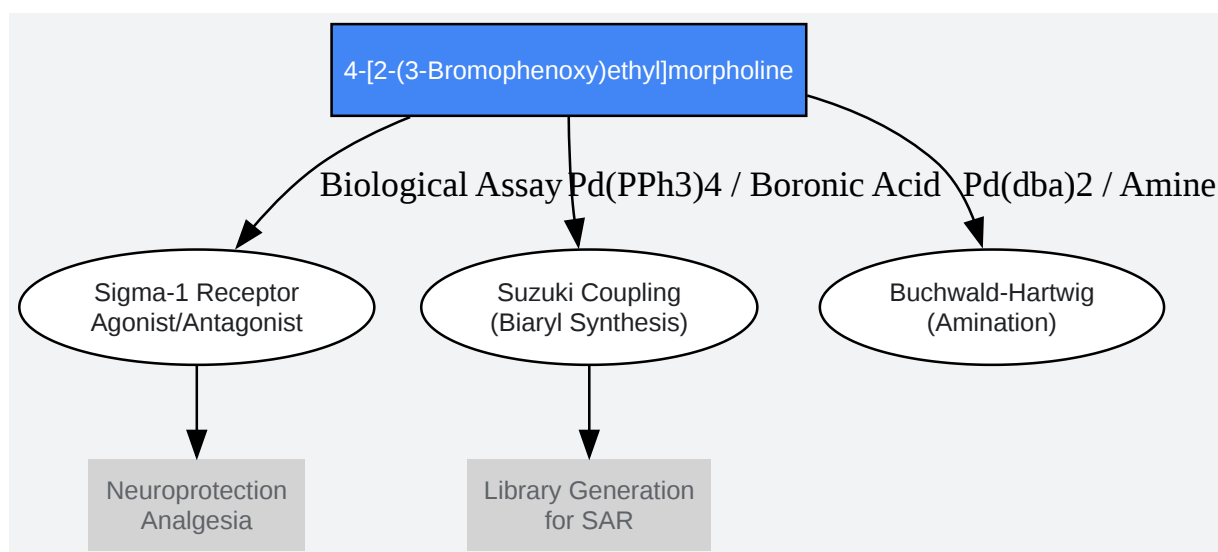 4-[2-(3-Bromophenoxy)ethyl]morpholine
Biological Assay
Pd(PPh3)4 / Boronic Acid
Pd(dba)2 / Amine
Sigma-1 Receptor
Agonist/Antagonist
Suzuki Coupling
(Biaryl Synthesis)
Buchwald-Hartwig
(Amination)
Neuroprotection
Analgesia
Library Generation
for SAR